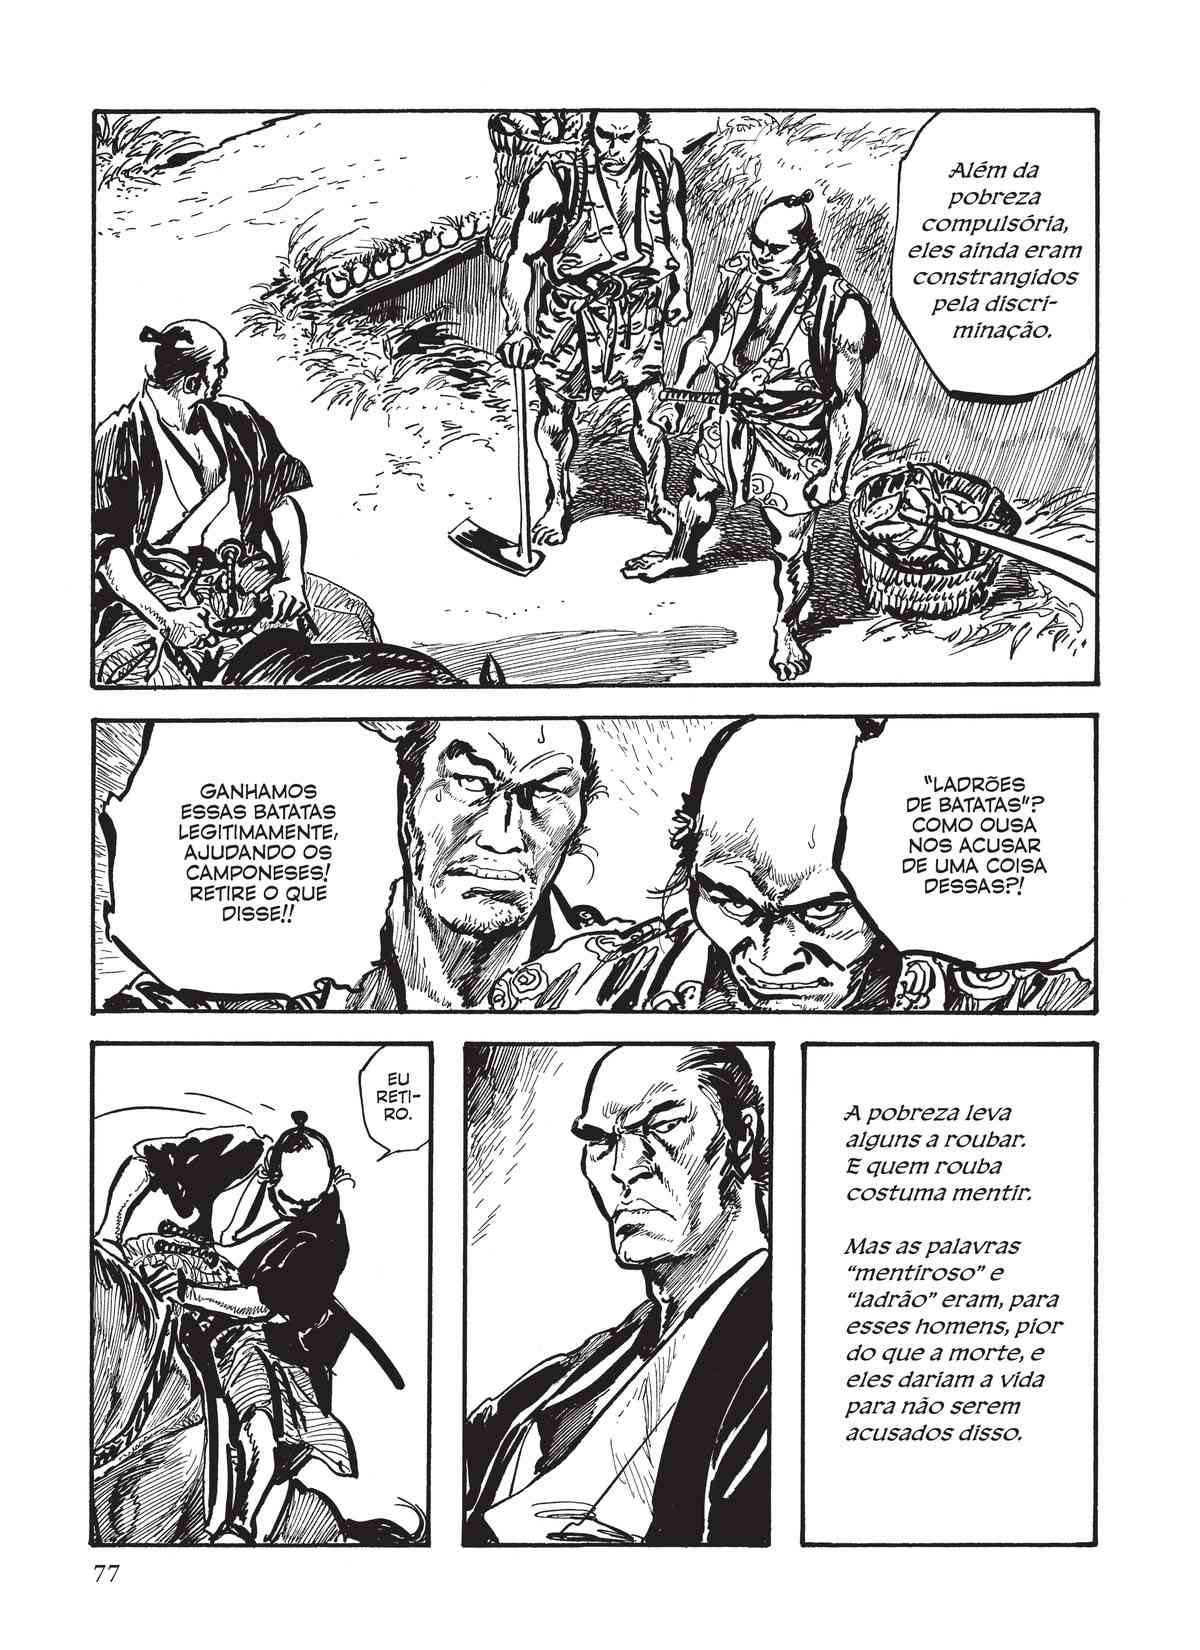 Além da
pobreza
compulsória,
eles ainda eram
constrangidos
pela discri-
minação.
GANHAMOS
ESSAS BATATAS
LEGITIMAMENTE,
AJUDANDO OS
CAMPONESES!
RETIRE O QUE
DISSE!!
"LADRÕES
DE BATATAS"?
COMO OUSA
NOS ACUSAR
DE UMA COISA
DESSAS?!
EU
RETI-
RO.
A pobreza leva
alguns a roubar.
E quem rouba
costuma mentir.
Mas as palavras
"mentiroso" e
"ladrão" eram, para
esses homens, pior
do que a morte, e
eles dariam a vida
para não serem
acusados disso.
77